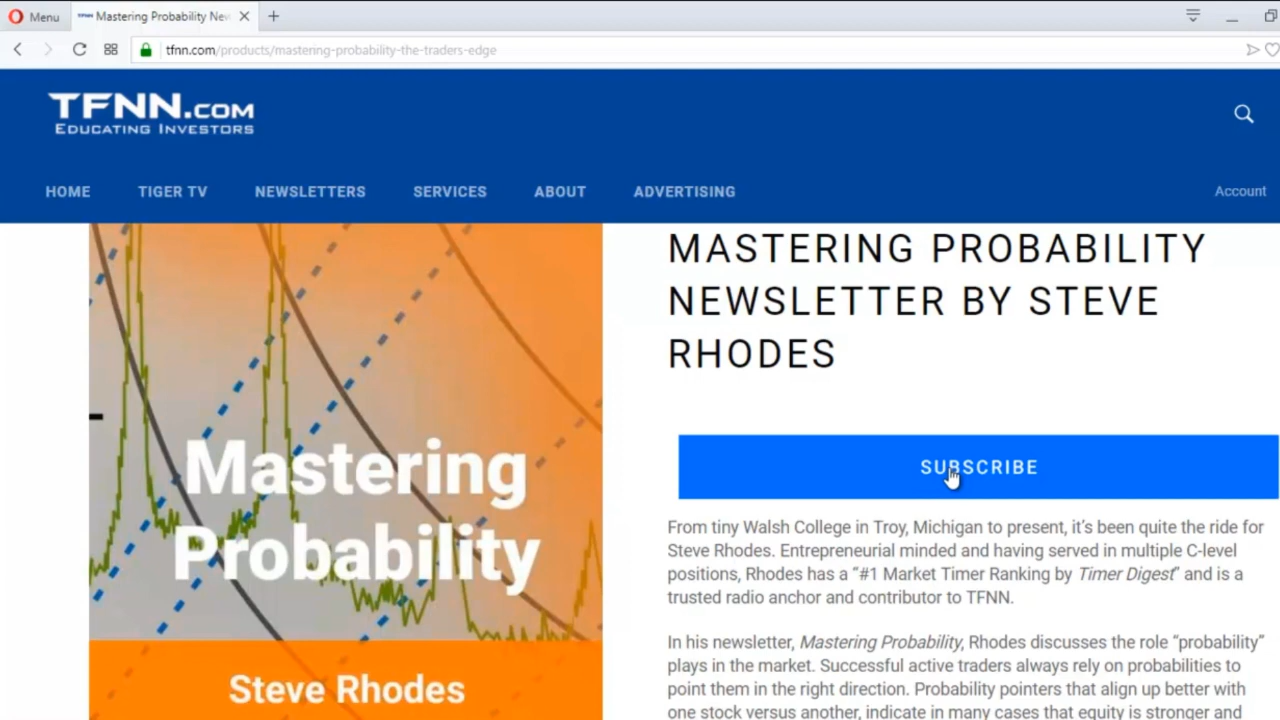 Menu
TFNN Mastering Probability New
tfnn.com/products/mastering-probability-the-traders-edge
TFNN.COM
EDUCATING INVESTORS
HOME
TIGER TV
NEWSLETTERS
SERVICES
ABOUT
ADVERTISING
Account
Mastering
Probability
Steve Rhodes
MASTERING PROBABILITY
NEWSLETTER BY STEVE
RHODES
SUBSCRIBE
From tiny Walsh College in Troy, Michigan to present, it's been quite the ride for
Steve Rhodes. Entrepreneurial minded and having served in multiple C-level
positions, Rhodes has a “#1 Market Timer Ranking by Timer Digest” and is a
trusted radio anchor and contributor to TFNN.
In his newsletter, Mastering Probability, Rhodes discusses the role “probability”
plays in the market. Successful active traders always rely on probabilities to
point them in the right direction. Probability pointers that align up better with
one stock versus another, indicate in many cases that equity is stronger and